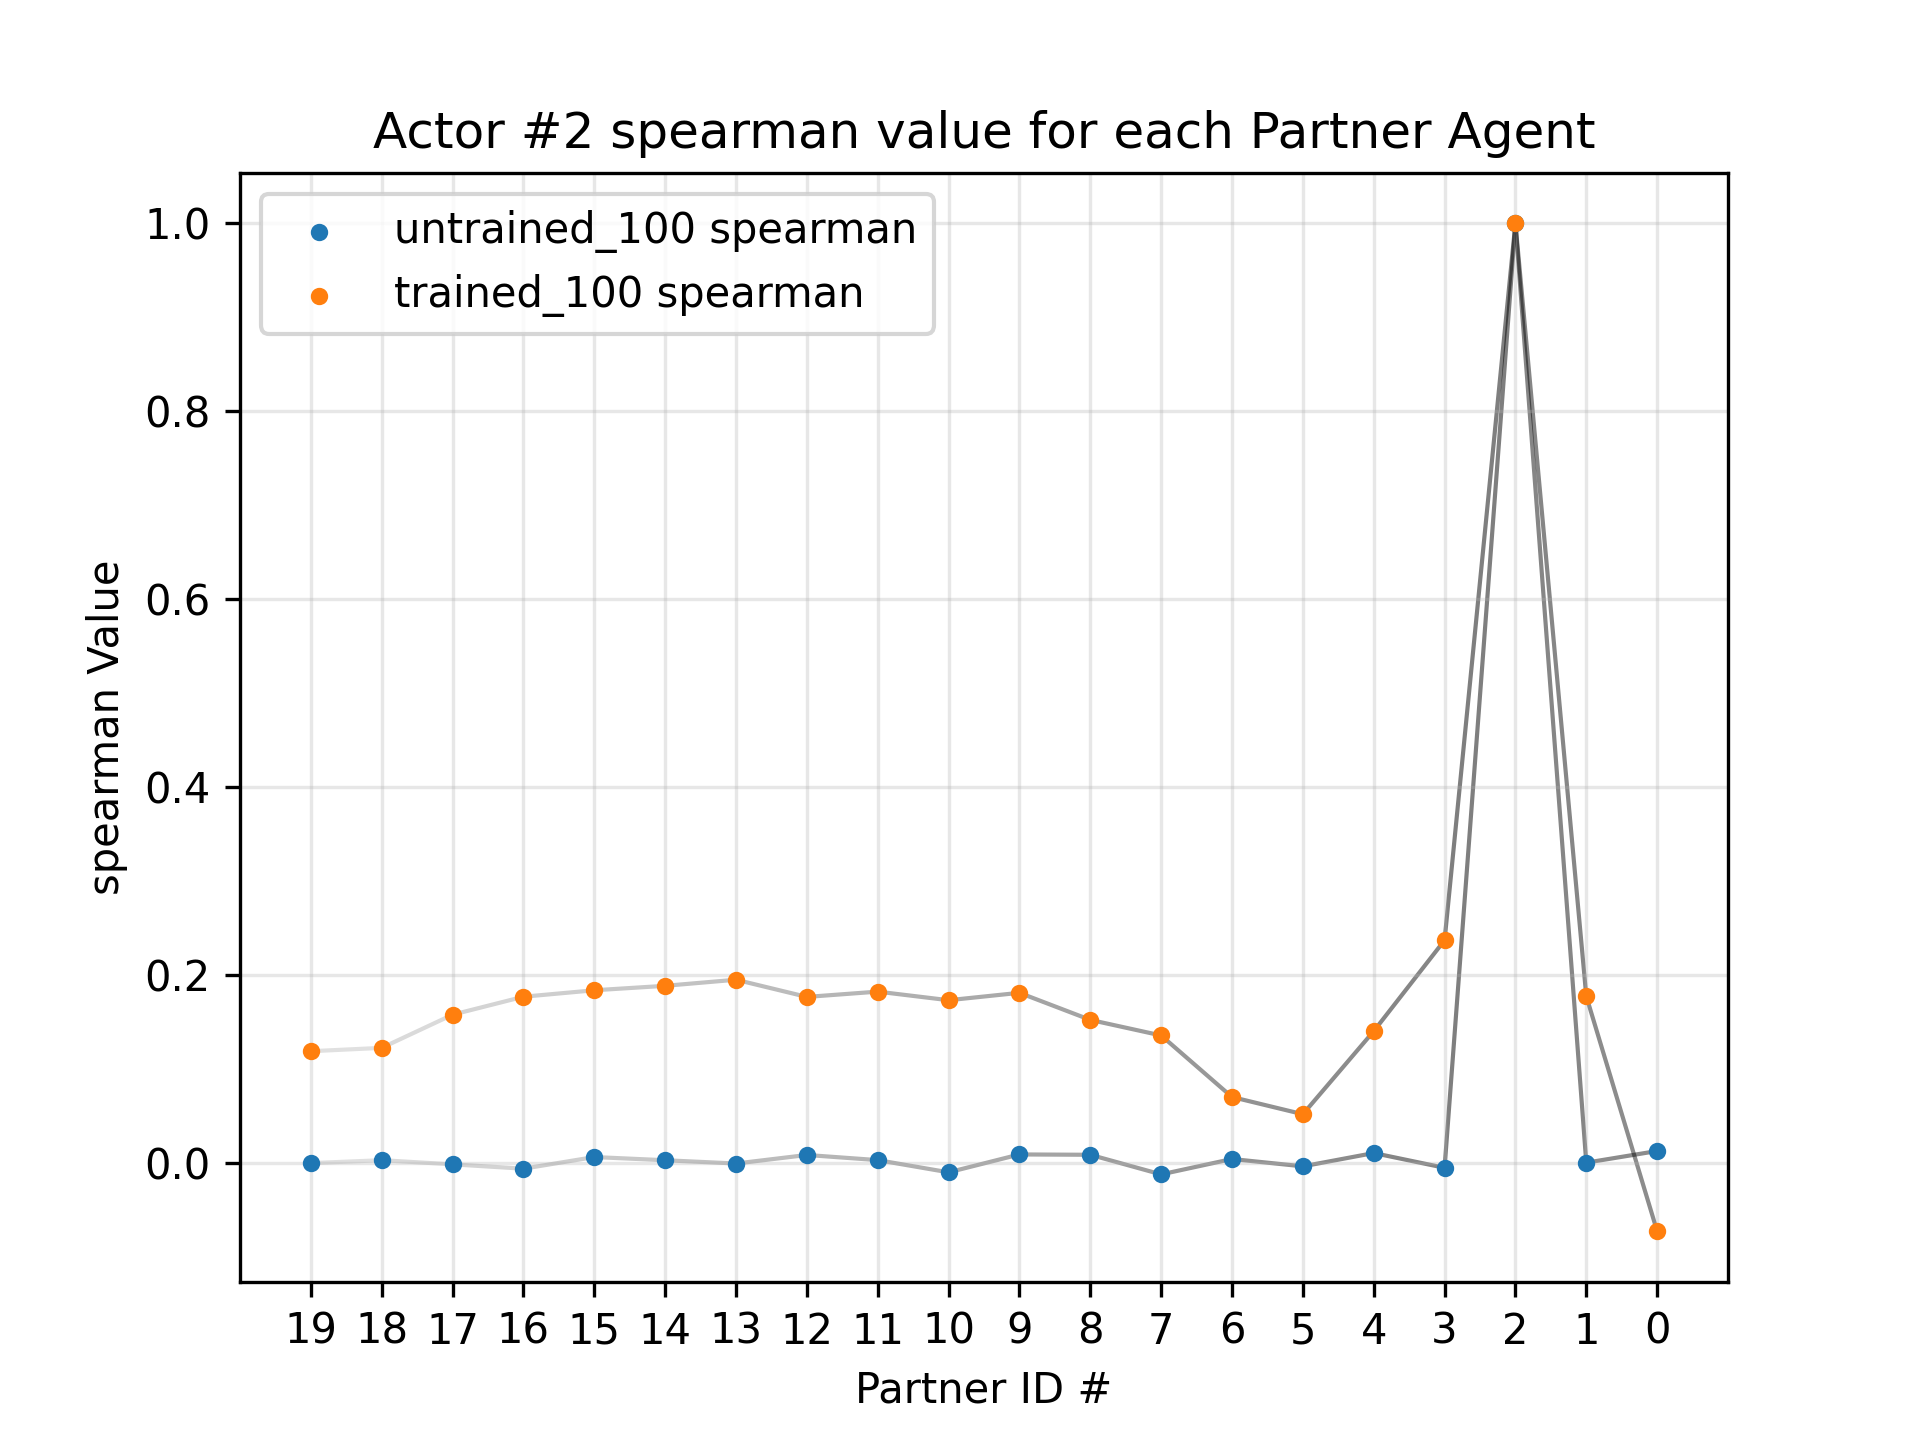 Actor #2 spearman value for each Partner Agent
untrained_100 spearman
trained_100 spearman
1.0
0.8
0.6
0.4
0.2
0.0
spearman Value
19 18 17 16 15 14 13 12 11 10 9 8 7 6 5 4 3 2 1 0
Partner ID #